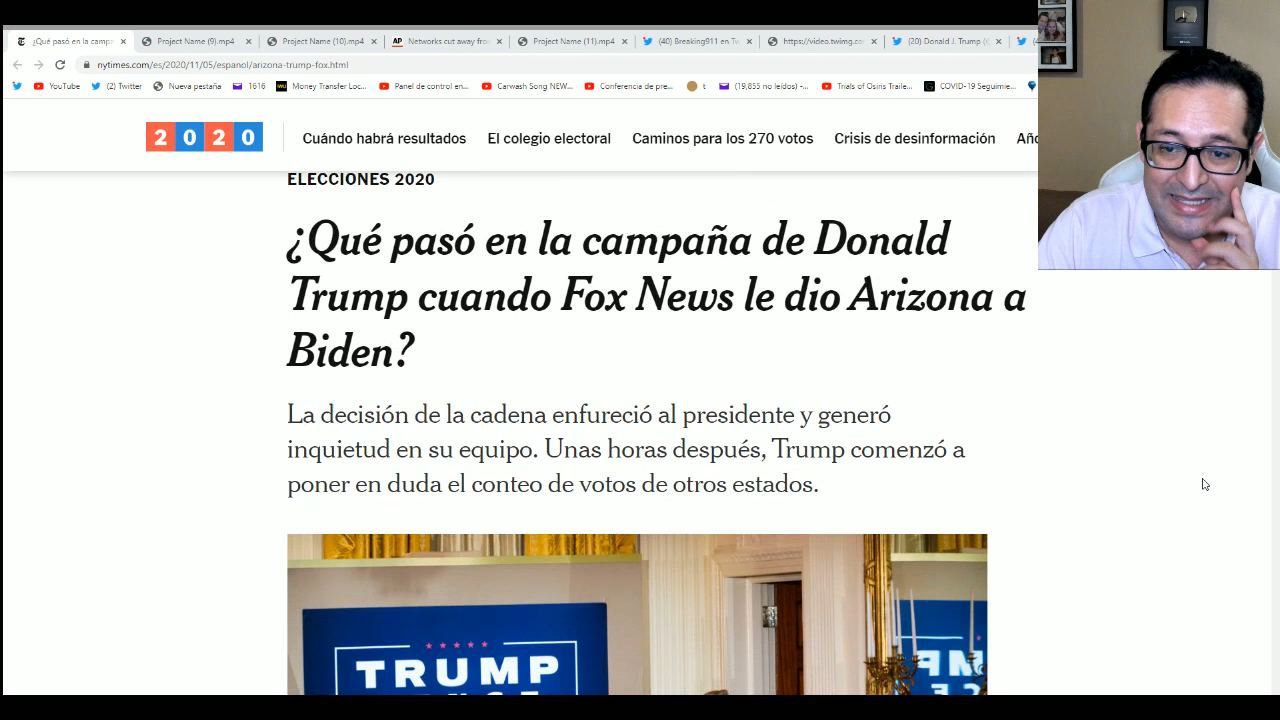 ¿Qué pasó en la campa
Project Name (9).mp4
Project Name (
.mp4
AP Networks cut away f
Project Name (11).mp4
(40) Breaking911 en Tw
https://video.twimg.co
(20) Donald J. Trump (
nytimes.com/es/2020/11/05/espanol/arizona-trump-fox.html
YouTube
(2) Twitter
Nueva pestaña
1616
Money Transfer Loc...
Panel de control en...
Carwash Song NEW...
Conferencia de pre...
t
(19,855 no leídos) -...
Trials of Osiris Traile...
COVID-19 Seguimie...
2020
Cuándo habrá resultados
El colegio electoral
Caminos para los 270 votos
Crisis de desinformación
ELECCIONES 2020
¿Qué pasó en la campaña de Donald
Trump cuando Fox News le dio Arizona a
Biden?
La decisión de la cadena enfureció al presidente y generó
inquietud en su equipo. Unas horas después, Trump comenzó a
poner en duda el conteo de votos de otros estados.
TRUMP